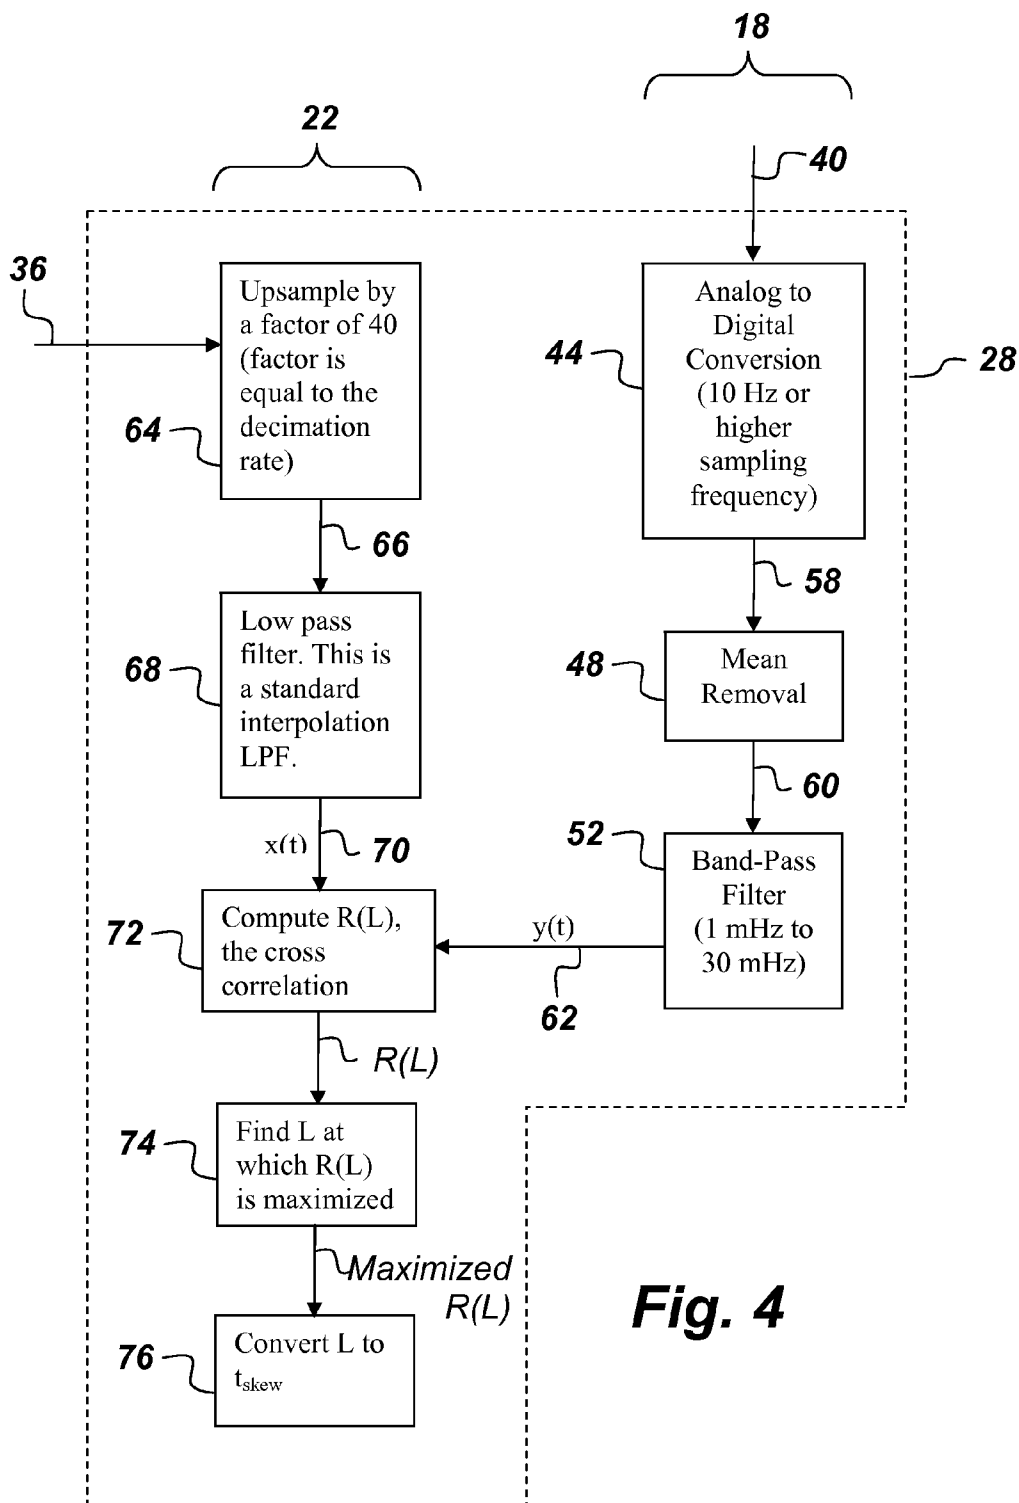 18
22
40
36
Upsample by
a factor of 40
(factor is
equal to the
decimation
rate)
64
Analog to
Digital
Conversion
(10 Hz or
higher
sampling
frequency)
44
28
66
58
Low pass
filter. This is
a standard
interpolation
LPF.
68
Mean
Removal
48
60
x(t)
70
52
Band-Pass
Filter
(1 mHz to
30 mHz)
Compute R(L),
the cross
correlation
72
y(t)
62
R(L)
Find L at
which R(L)
is maximized
74
Maximized
R(L)
Convert L to
tskew
76
Fig. 4